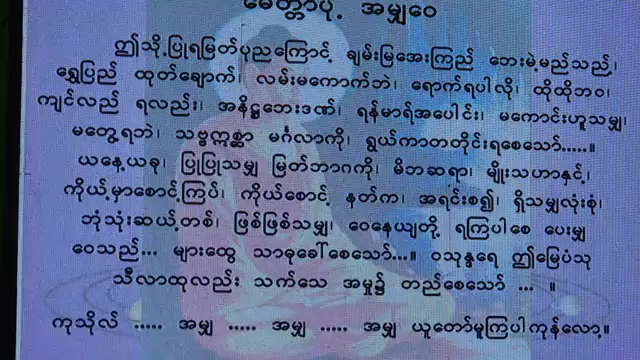 မေတ္တာပို့ အမျှဝေ
ဤသို့ပြုရမြတ်ပုညကြောင့် ချမ်းမြအေးကြည် ဘေးမဲ့မည်သည့်၊
ရွှေပြည် ထုတ်ချောက်၊ လမ်းမကောက်ဘဲ၊ ရောက်ရပါလို၊ ထိုထိုဘဝ၊
ကျင်လည် ရလည်း၊ အနိဋ္ဌဘေးဒဏ်၊ ရန်မာရ်အပေါင်း၊ မကောင်းဟူသမျှ၊
မတွေ့ရဘဲ၊ သဗ္ဗဣစ္ဆာ မင်္ဂလာကို၊ ရွယ်ကာတတိုင်းရစေသော်.....။
ယနေ့ယခု၊ ပြုပြုသမျှ မြတ်ဘာဂကို၊ မိဘဆရာ၊ မျိုးသဟာနှင့်၊
ကိုယ့်မှာစောင့်ကြပ်၊ ကိုယ်စောင့် နတ်က၊ အရင်းစ၍၊ ရှိသမျှလုံးစုံ၊
ဘုံသုံးဆယ့်တစ်၊ ဖြစ်ဖြစ်သမျှ၊ ဝေနေယျတို့ ရကြပါစေ ပေးမျှ
ဝေသည်... များထွေ သာဓုခေါ်စေသော်...။ ဝသုန္ဓရေ ဤမြေပံသု
သီလာထုလည်း သက်သေ အမှု၌ တည်စေသော် ... ။
ကုသိုလ် ..... အမျှ ..... အမျှ ..... အမျှ ယူတော်မူကြပါကုန်လော့။